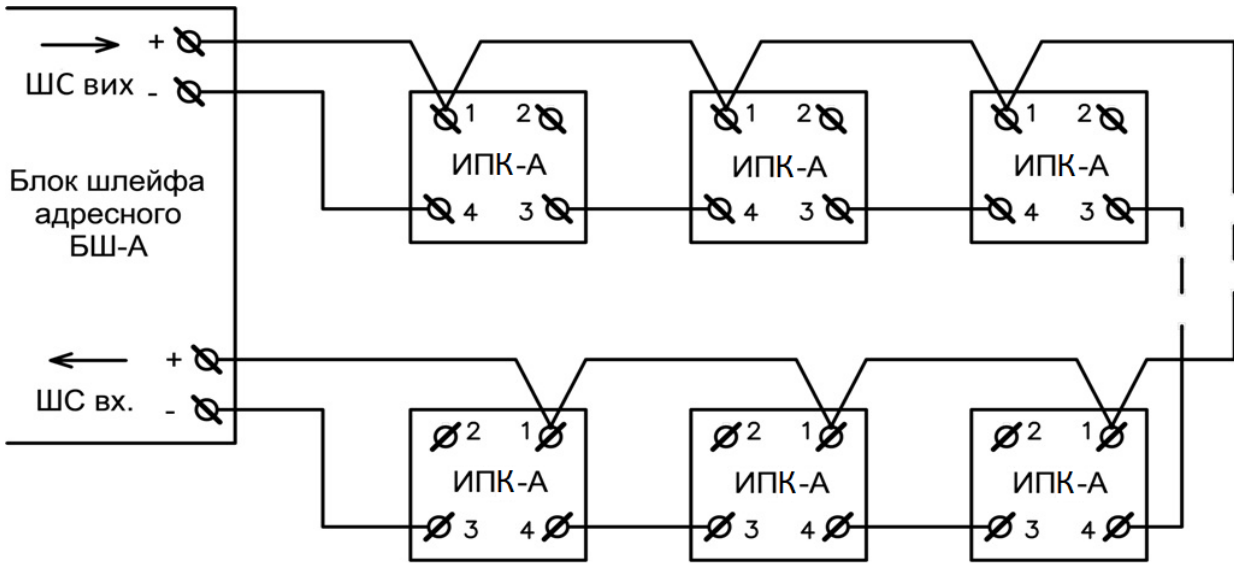 +
ШС вих -
Блок шлейфа
адресного
БШ-А
+
ШС вх. -
1 2
ИПК-А
4 3
1 2
ИПК-А
4 3
1 2
ИПК-А
4 3
2 1
ИПК-А
3 4
2 1
ИПК-А
3 4
2 1
ИПК-А
3 4